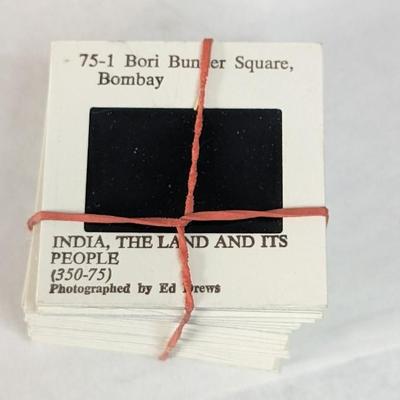 75-1 Bori Bunder Square,
Bombay
INDIA, THE LAND AND ITS
PEOPLE
(350-75)
Photographed by Ed Drews